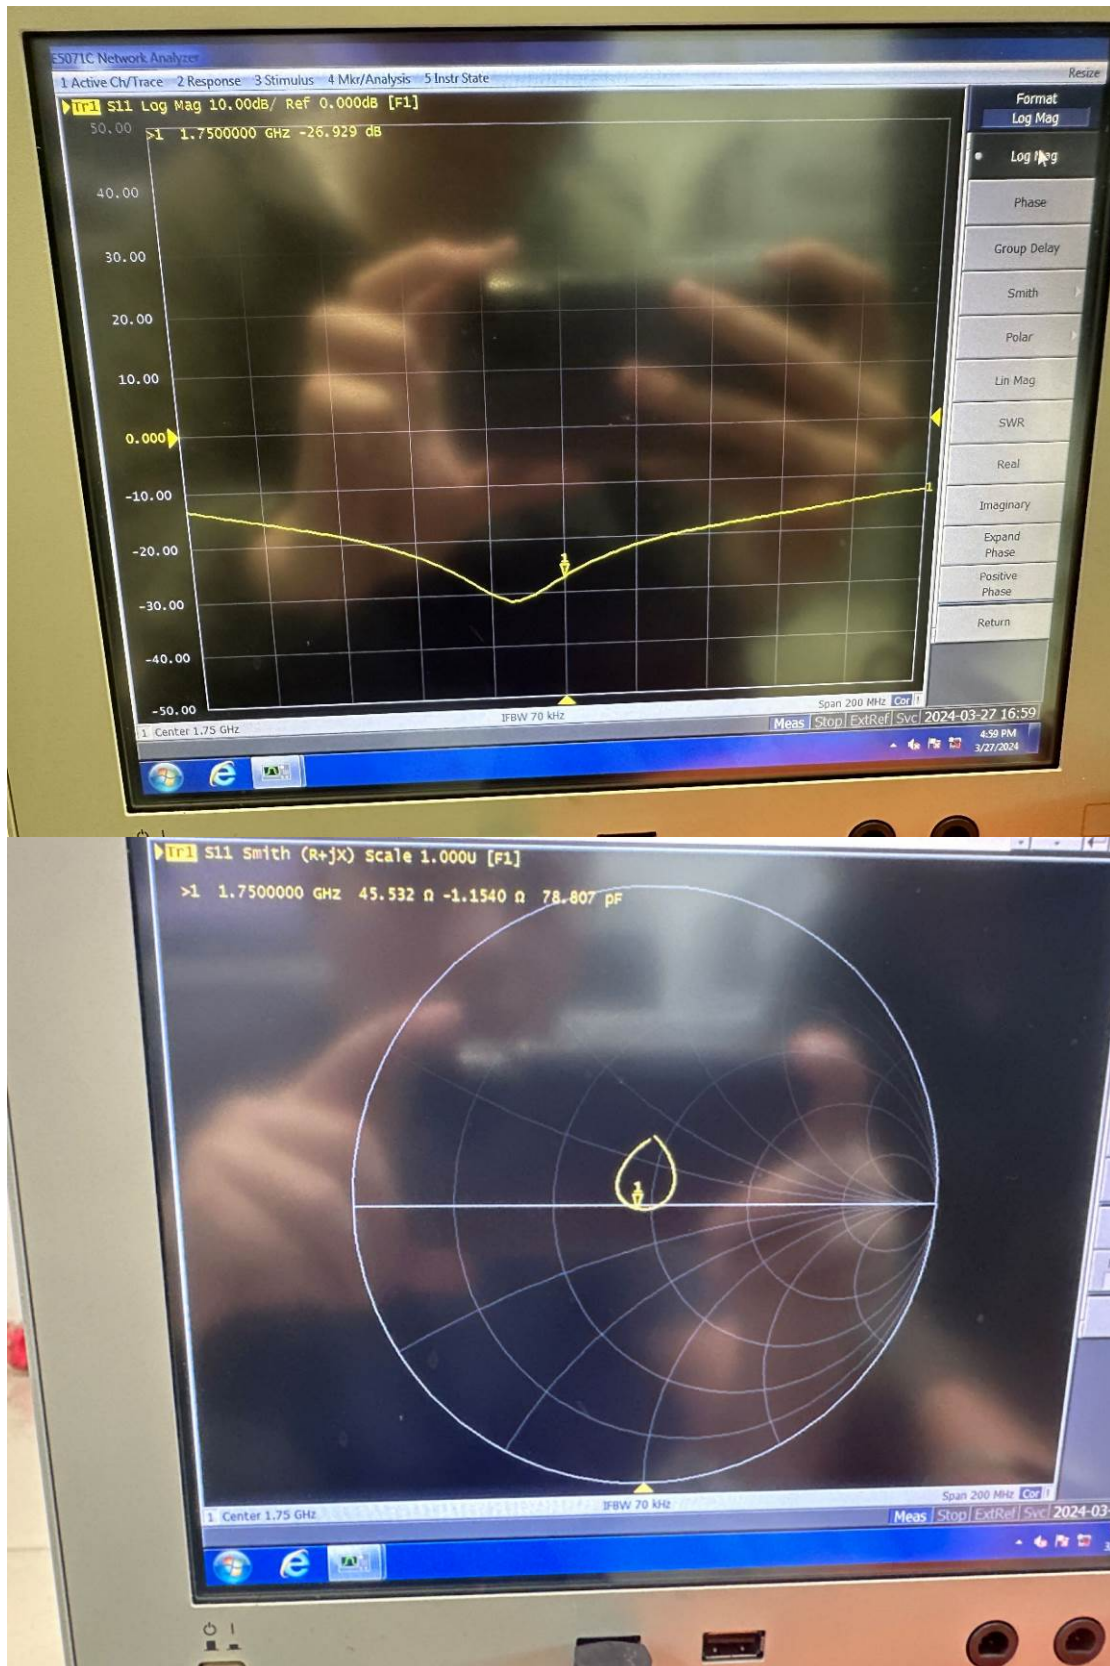 E5071C Network Analyzer
1 Active Ch/Trace 2 Response 3 Stimulus 4 Mkr/Analysis 5 Instr State
Resize
Tr1 S11 Log Mag 10.00dB/ Ref 0.000dB [F1]
>1 1.7500000 GHz -26.929 dB
50.00
40.00
30.00
20.00
10.00
0.000
-10.00
-20.00
-30.00
-40.00
-50.00
1
1
Format
Log Mag
Log Mag
Phase
Group Delay
Smith
Polar
Lin Mag
SWR
Real
Imaginary
Expand
Phase
Positive
Phase
Return
1 Center 1.75 GHz
IFBW 70 kHz
Span 200 MHz Cor !
Meas Stop ExtRef Svc 2024-03-27 16:59
4:59 PM
3/27/2024
Tr1 S11 Smith (R+jX) Scale 1.000U [F1]
>1 1.7500000 GHz 45.532 Ω -1.1540 Ω 78.807 pF
1
1 Center 1.75 GHz
IFBW 70 kHz
Span 200 MHz Cor !
Meas Stop ExtRef Svc 2024-03-